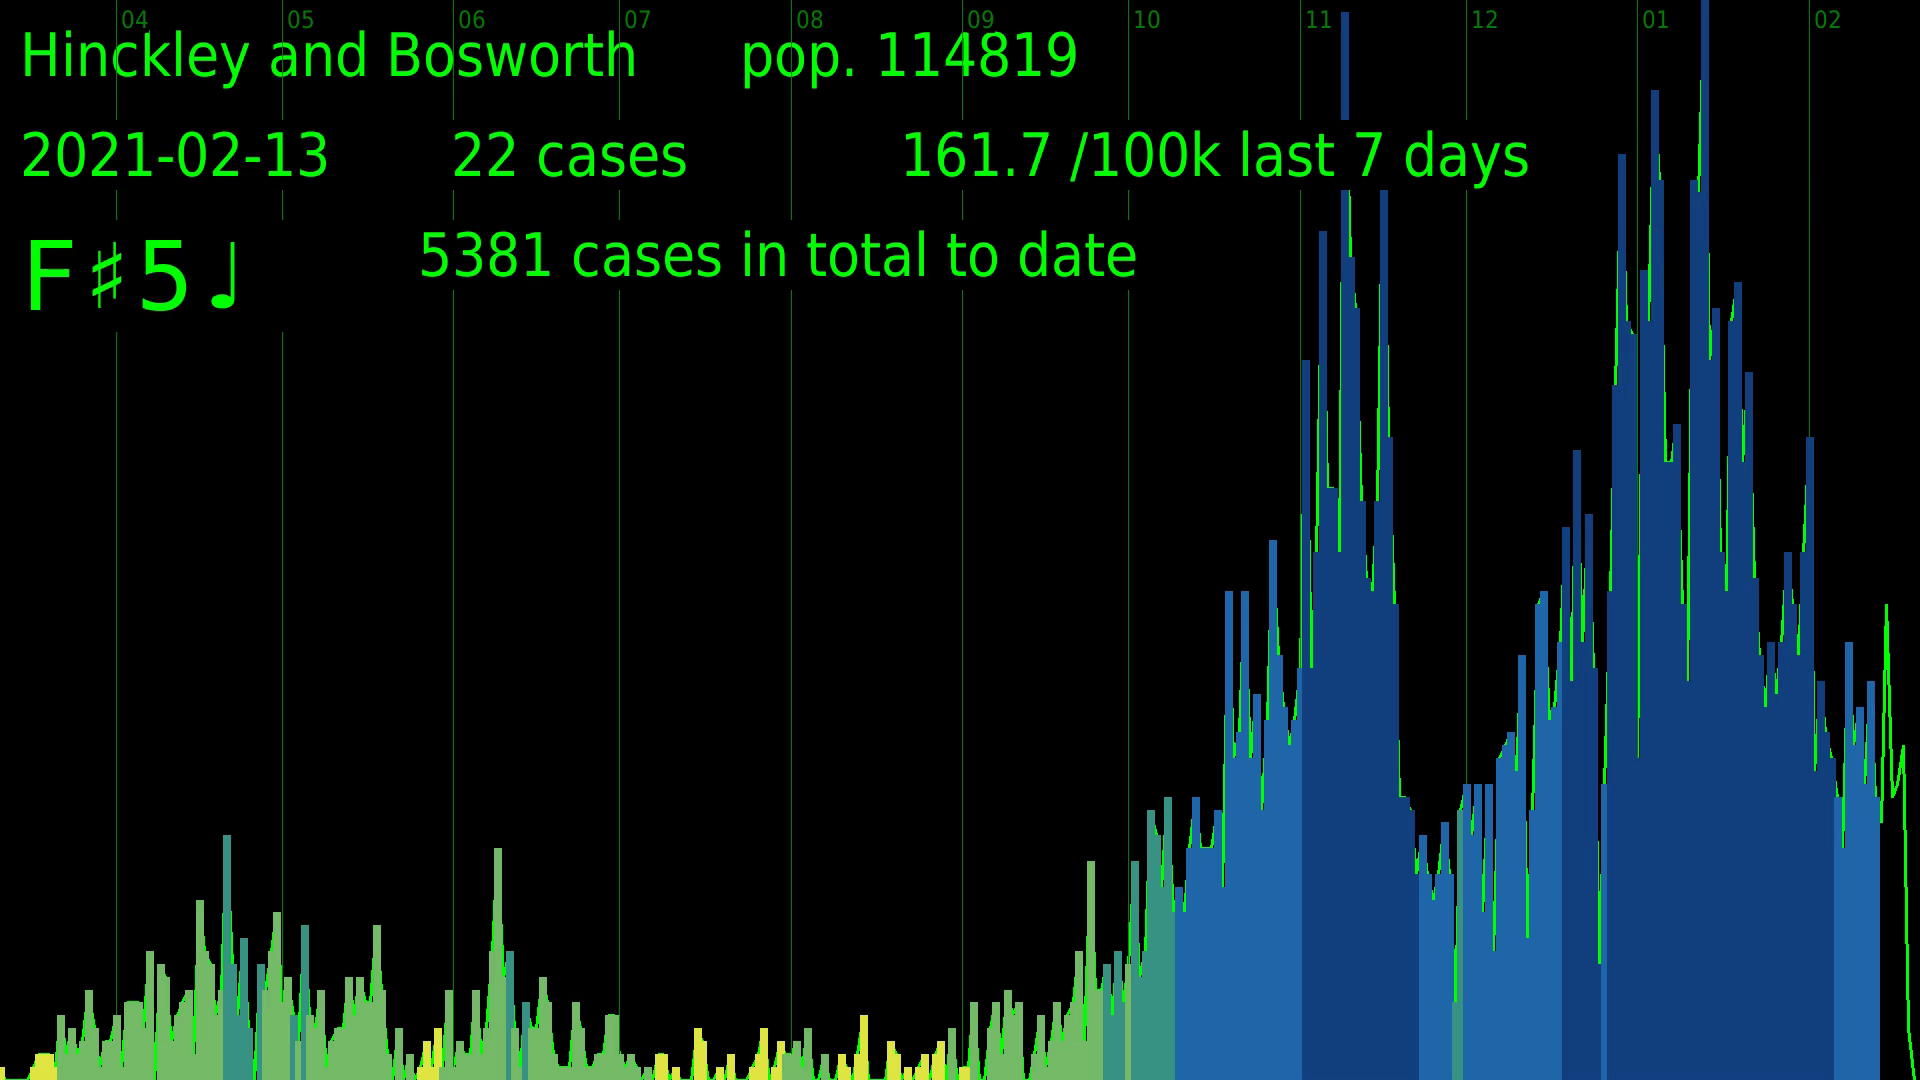 04 05 06 07 08 09 10 11 12 01 02
Hinckley and Bosworth pop. 114819
2021-02-13 22 cases 161.7 /100k last 7 days
F♯5♩ 5381 cases in total to date